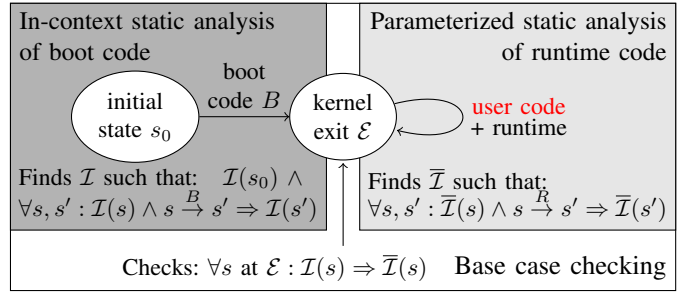 In-context static analysis
of boot code
Parameterized static analysis
of runtime code
initial
state s₀
boot
code B
kernel
exit ℰ
user code
+ runtime
Finds ℐ such that: ℐ(s₀) ∧
∀s, s′ : ℐ(s) ∧ s →ᴮ s′ ⇒ ℐ(s′)
Finds ℐ̅ such that:
∀s, s′ : ℐ̅(s) ∧ s →ᴿ s′ ⇒ ℐ̅(s′)
Checks: ∀s at ℰ : ℐ(s) ⇒ ℐ̅(s)
Base case checking